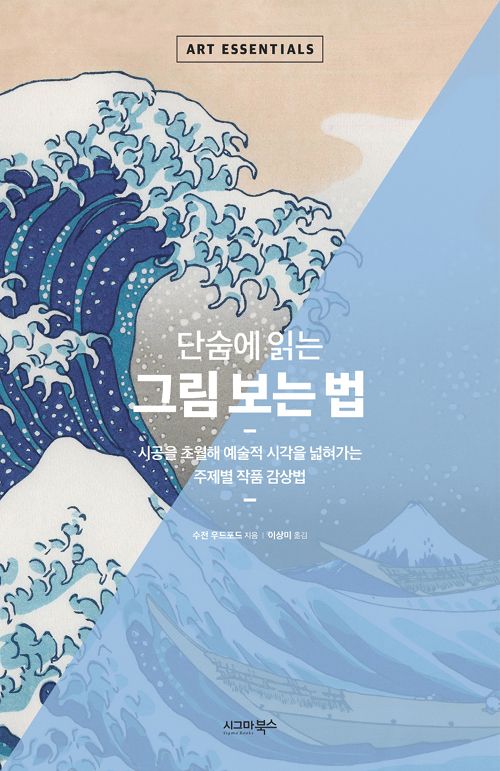 ART ESSENTIALS
단숨에 읽는
그림 보는 법
시공을 초월해 예술적 시각을 넓혀가는
주제별 작품 감상법
수전 우드포드 지음 | 이상미 옮김
시그마북스
Sigma Books